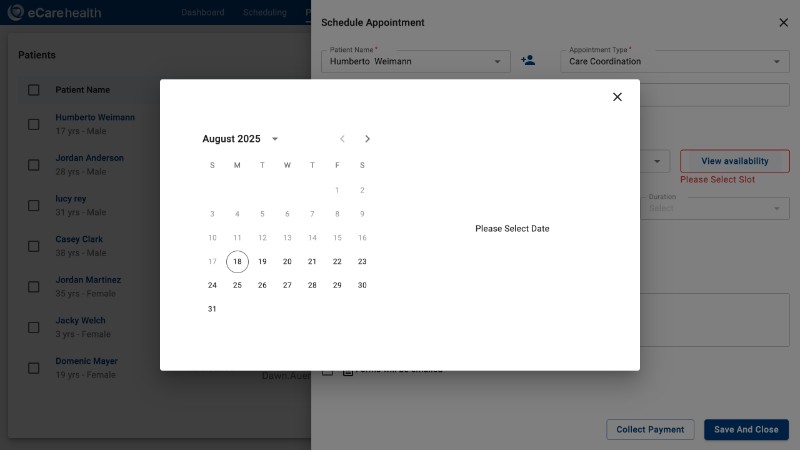 eCarehealth
Dashboard
Scheduling
Schedule Appointment
Patients
Patient Name *
Humberto Weimann
Appointment Type *
Care Coordination
Patient Name
Humberto Weimann
17 yrs - Male
Jordan Anderson
28 yrs - Male
lucy rey
31 yrs - Male
Casey Clark
38 yrs - Male
Jordan Martinez
35 yrs - Female
Jacky Welch
3 yrs - Female
Domenic Mayer
19 yrs - Female
August 2025
S M T W T F S
1 2
3 4 5 6 7 8 9
10 11 12 13 14 15 16
17 18 19 20 21 22 23
24 25 26 27 28 29 30
31
Please Select Date
View availability
Please Select Slot
Duration
Select
Forms will be emailed
Collect Payment
Save And Close